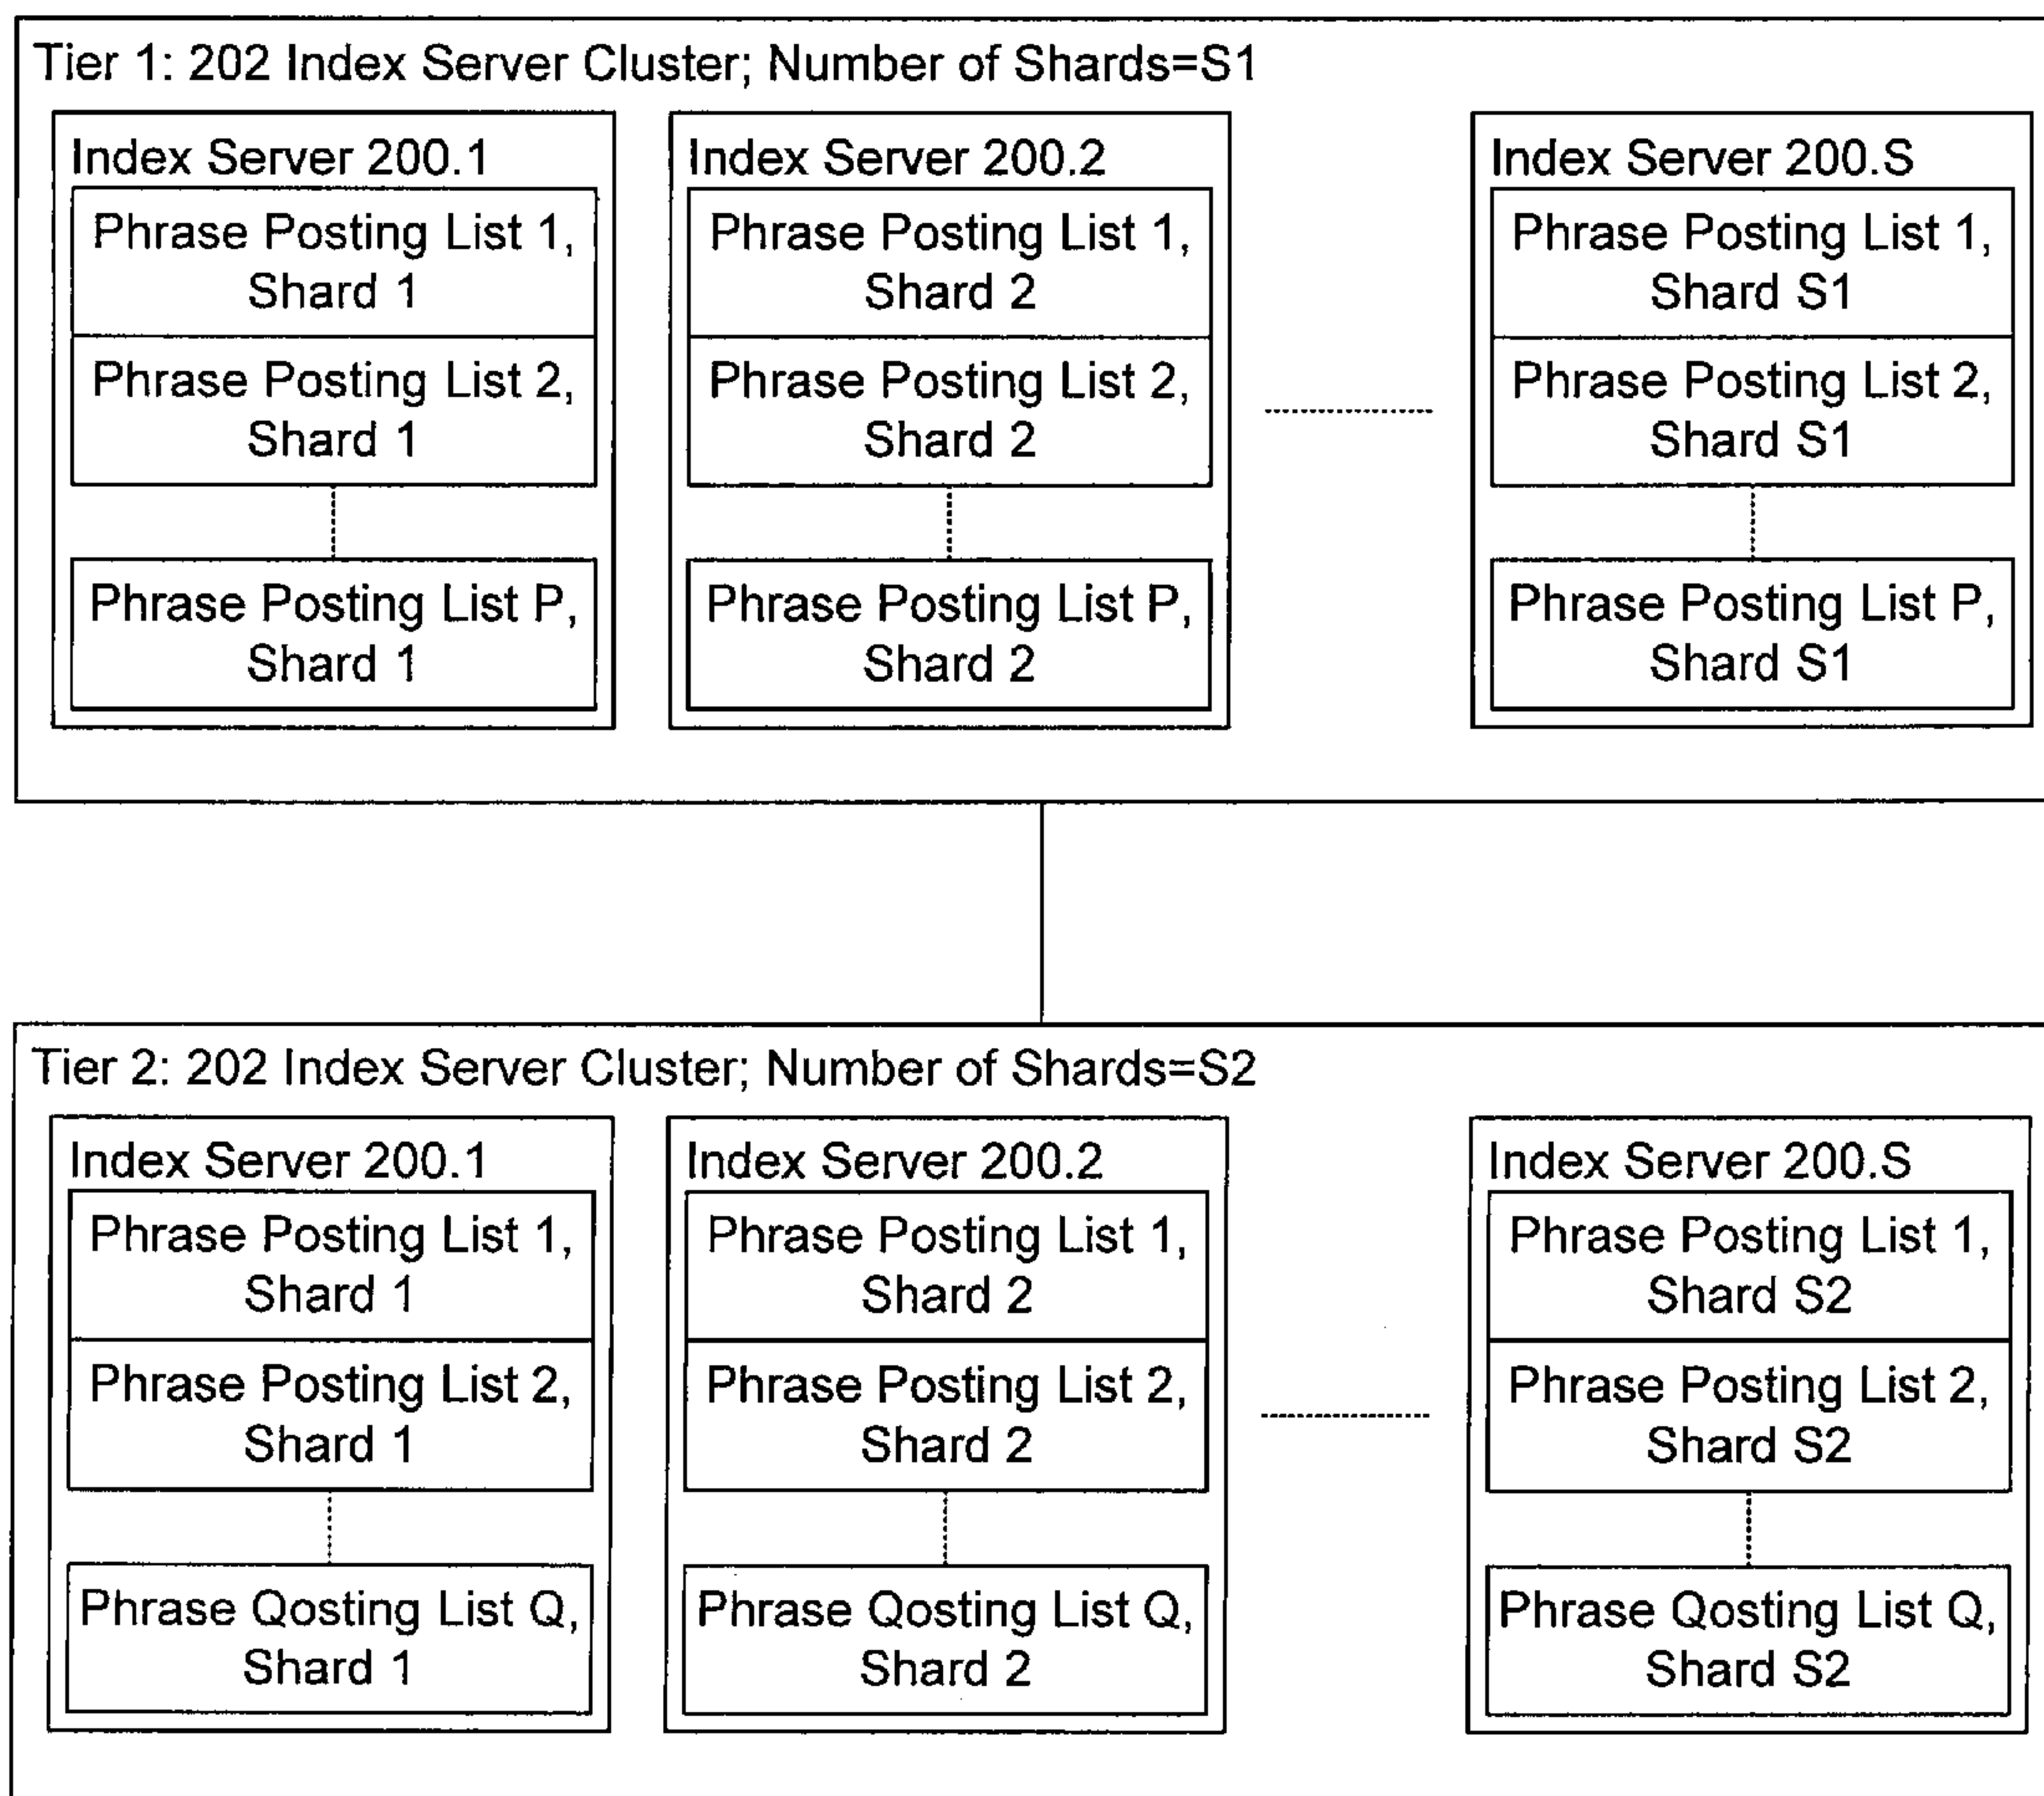 Tier 1: 202 Index Server Cluster; Number of Shards=S1
Index Server 200.1
Phrase Posting List 1,
Shard 1
Phrase Posting List 2,
Shard 1
Phrase Posting List P,
Shard 1
Index Server 200.2
Phrase Posting List 1,
Shard 2
Phrase Posting List 2,
Shard 2
Phrase Posting List P,
Shard 2
Index Server 200.S
Phrase Posting List 1,
Shard S1
Phrase Posting List 2,
Shard S1
Phrase Posting List P,
Shard S1
Tier 2: 202 Index Server Cluster; Number of Shards=S2
Index Server 200.1
Phrase Posting List 1,
Shard 1
Phrase Posting List 2,
Shard 1
Phrase Qosting List Q,
Shard 1
Index Server 200.2
Phrase Posting List 1,
Shard 2
Phrase Posting List 2,
Shard 2
Phrase Qosting List Q,
Shard 2
Index Server 200.S
Phrase Posting List 1,
Shard S2
Phrase Posting List 2,
Shard S2
Phrase Qosting List Q,
Shard S2